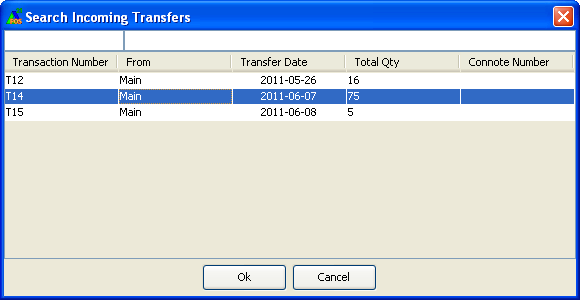 POS Search Incoming Transfers
Transaction Number From Transfer Date Total Qty Connote Number
T12 Main 2011-05-26 16
T14 Main 2011-06-07 75
T15 Main 2011-06-08 5
Ok Cancel